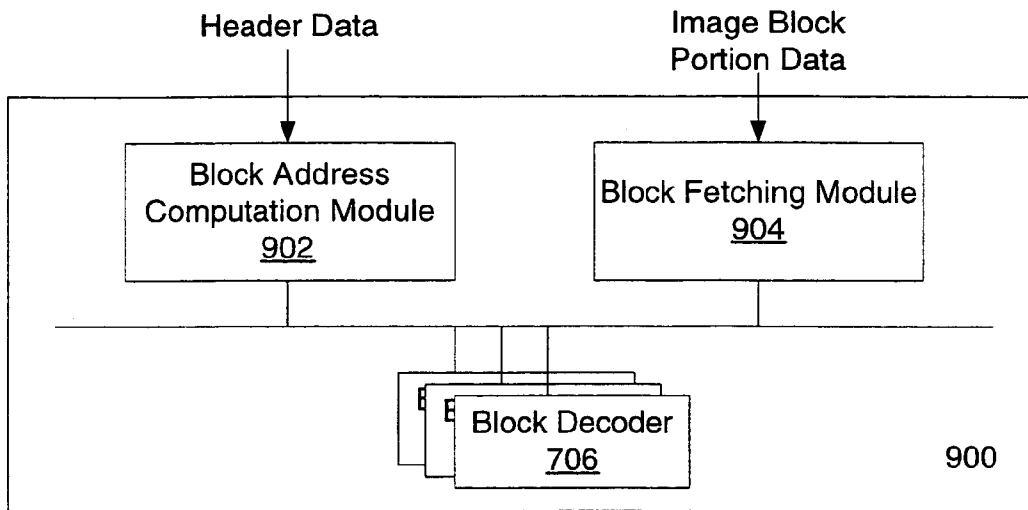 Header Data
Image Block
Portion Data
Block Address
Computation Module
902
Block Fetching Module
904
Block Decoder
706
900